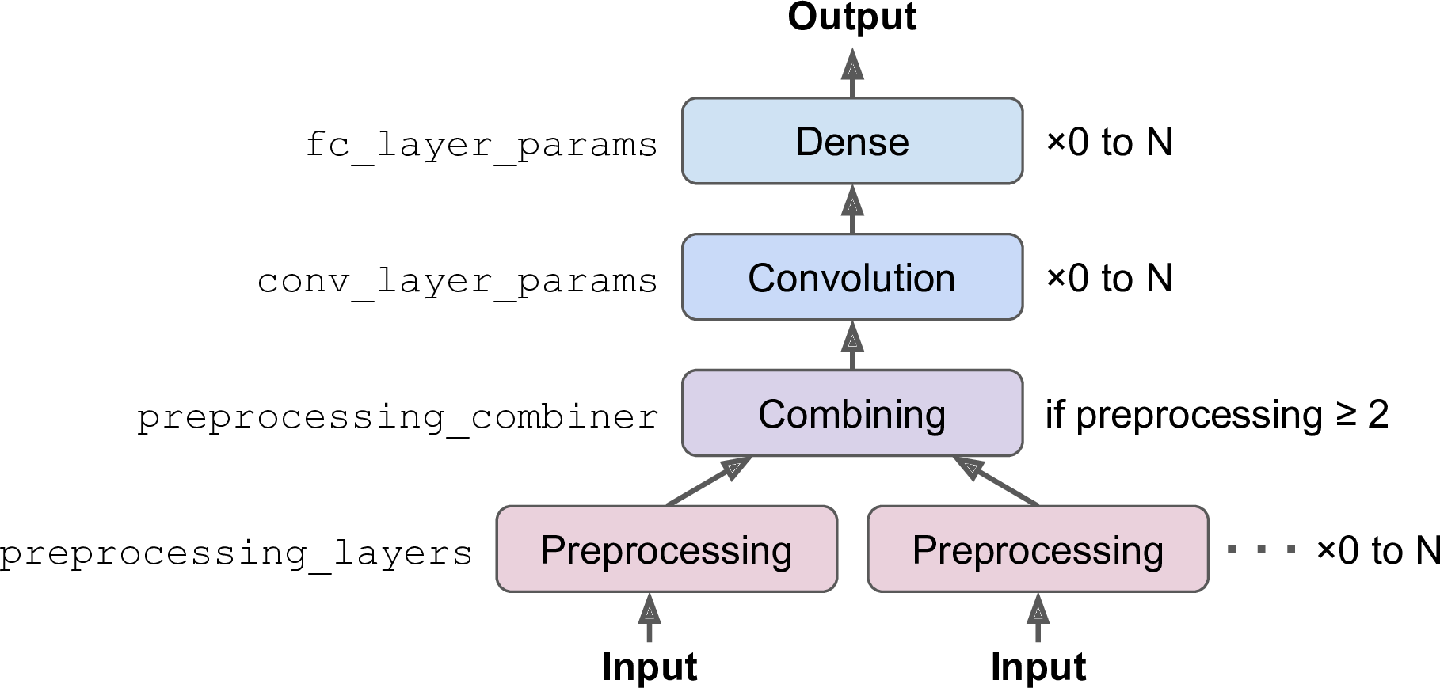 Output
fc_layer_params Dense ×0 to N
conv_layer_params Convolution ×0 to N
preprocessing_combiner Combining if preprocessing ≥ 2
preprocessing_layers Preprocessing Preprocessing ··· ×0 to N
Input Input